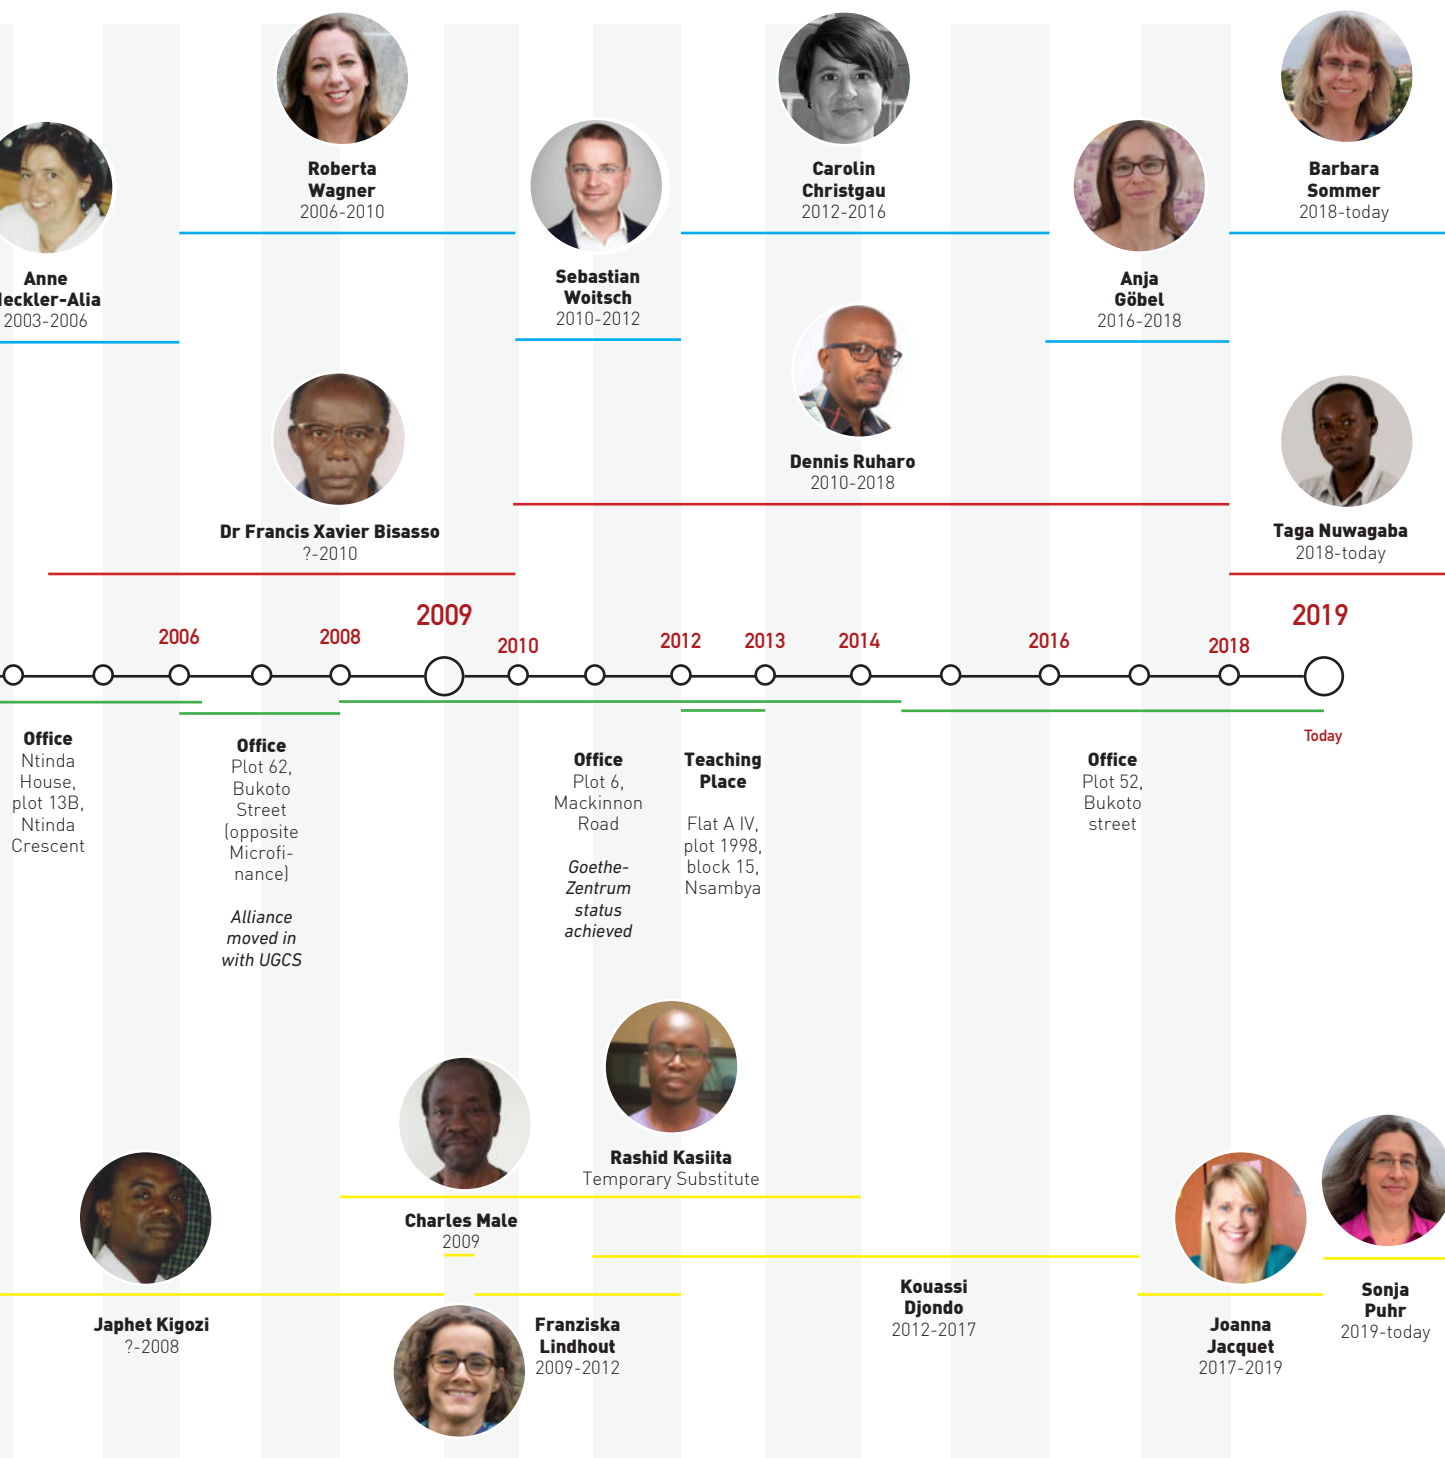 Roberta
Wagner
2006-2010
Carolin
Christgau
2012-2016
Barbara
Sommer
2018-today
Anne
2003-2006
Sebastian
Woitsch
2010-2012
Anja
Göbel
2016-2018
Dennis Ruharo
2010-2018
Dr Francis Xavier Bisasso
?-2010
Taga Nuwagaba
2018-today
2006
2008
2009
2010
2012
2013
2014
2016
2018
2019
Today
Office
Ntinda
House,
plot 13B,
Ntinda
Crescent
Office
Plot 62,
Bukoto
Street
(opposite
Microfi-
nance)
Alliance
moved in
with UGCS
Office
Plot 6,
Mackinnon
Road
Goethe-
Zentrum
status
achieved
Teaching
Place
Flat A IV,
plot 1998,
block 15,
Nsambya
Office
Plot 52,
Bukoto
street
Rashid Kasiita
Temporary Substitute
Charles Male
2009
Japhet Kigozi
?-2008
Franziska
Lindhout
2009-2012
Kouassi
Djondo
2012-2017
Joanna
Jacquet
2017-2019
Sonja
Puhr
2019-today